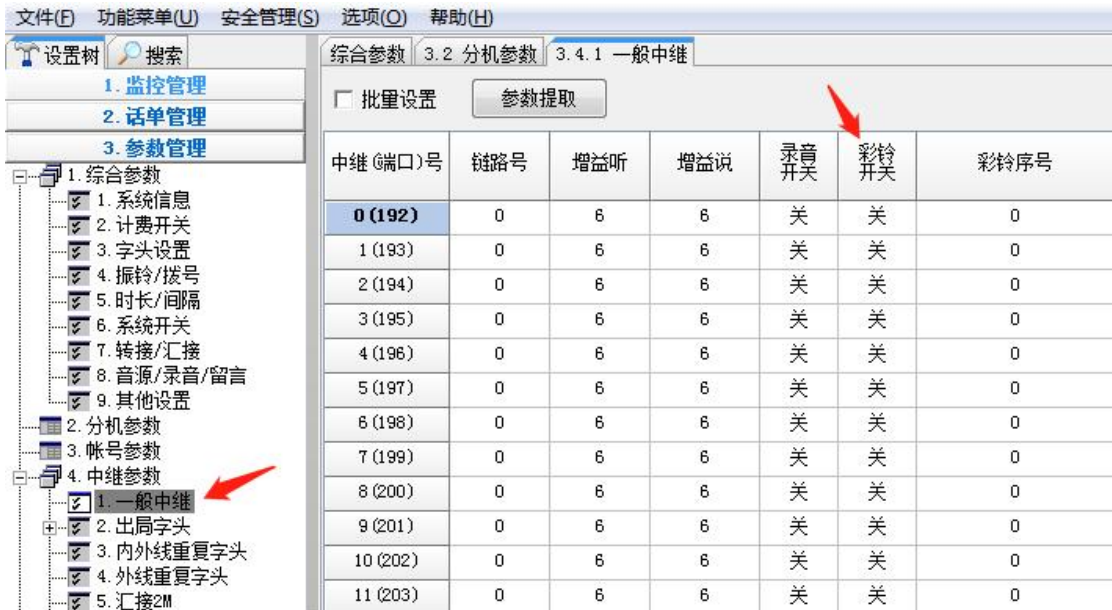 文件(F) 功能菜单(U) 安全管理(S) 选项(O) 帮助(H)
设置树 搜索
1.监控管理
2.话单管理
3.参数管理
1.综合参数
1.系统信息
2.计费开关
3.字头设置
4.振铃/拨号
5.时长/间隔
6.系统开关
7.转接/汇接
8.音源/录音/留言
9.其他设置
2.分机参数
3.帐号参数
4.中继参数
1.一般中继
2.出局字头
3.内外线重复字头
4.外线重复字头
5.汇接2M
综合参数 3.2 分机参数 3.4.1 一般中继
批量设置 参数提取
中继(端口)号 链路号 增益听 增益说 录音开关 彩铃开关 彩铃序号
0(192) 0 6 6 关 关 0
1(193) 0 6 6 关 关 0
2(194) 0 6 6 关 关 0
3(195) 0 6 6 关 关 0
4(196) 0 6 6 关 关 0
5(197) 0 6 6 关 关 0
6(198) 0 6 6 关 关 0
7(199) 0 6 6 关 关 0
8(200) 0 6 6 关 关 0
9(201) 0 6 6 关 关 0
10(202) 0 6 6 关 关 0
11(203) 0 6 6 关 关 0